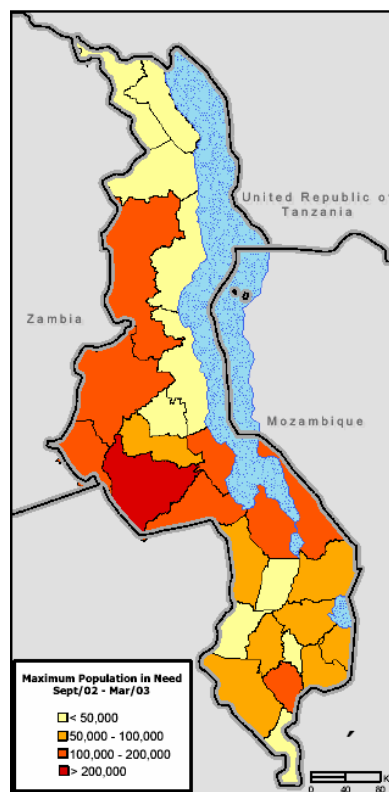 United Republic of
Tanzania
Zambia
Mozambique
Maximum Population in Need
Sept/02 - Mar/03
< 50,000
50,000 - 100,000
100,000 - 200,000
> 200,000
0
40
80 K